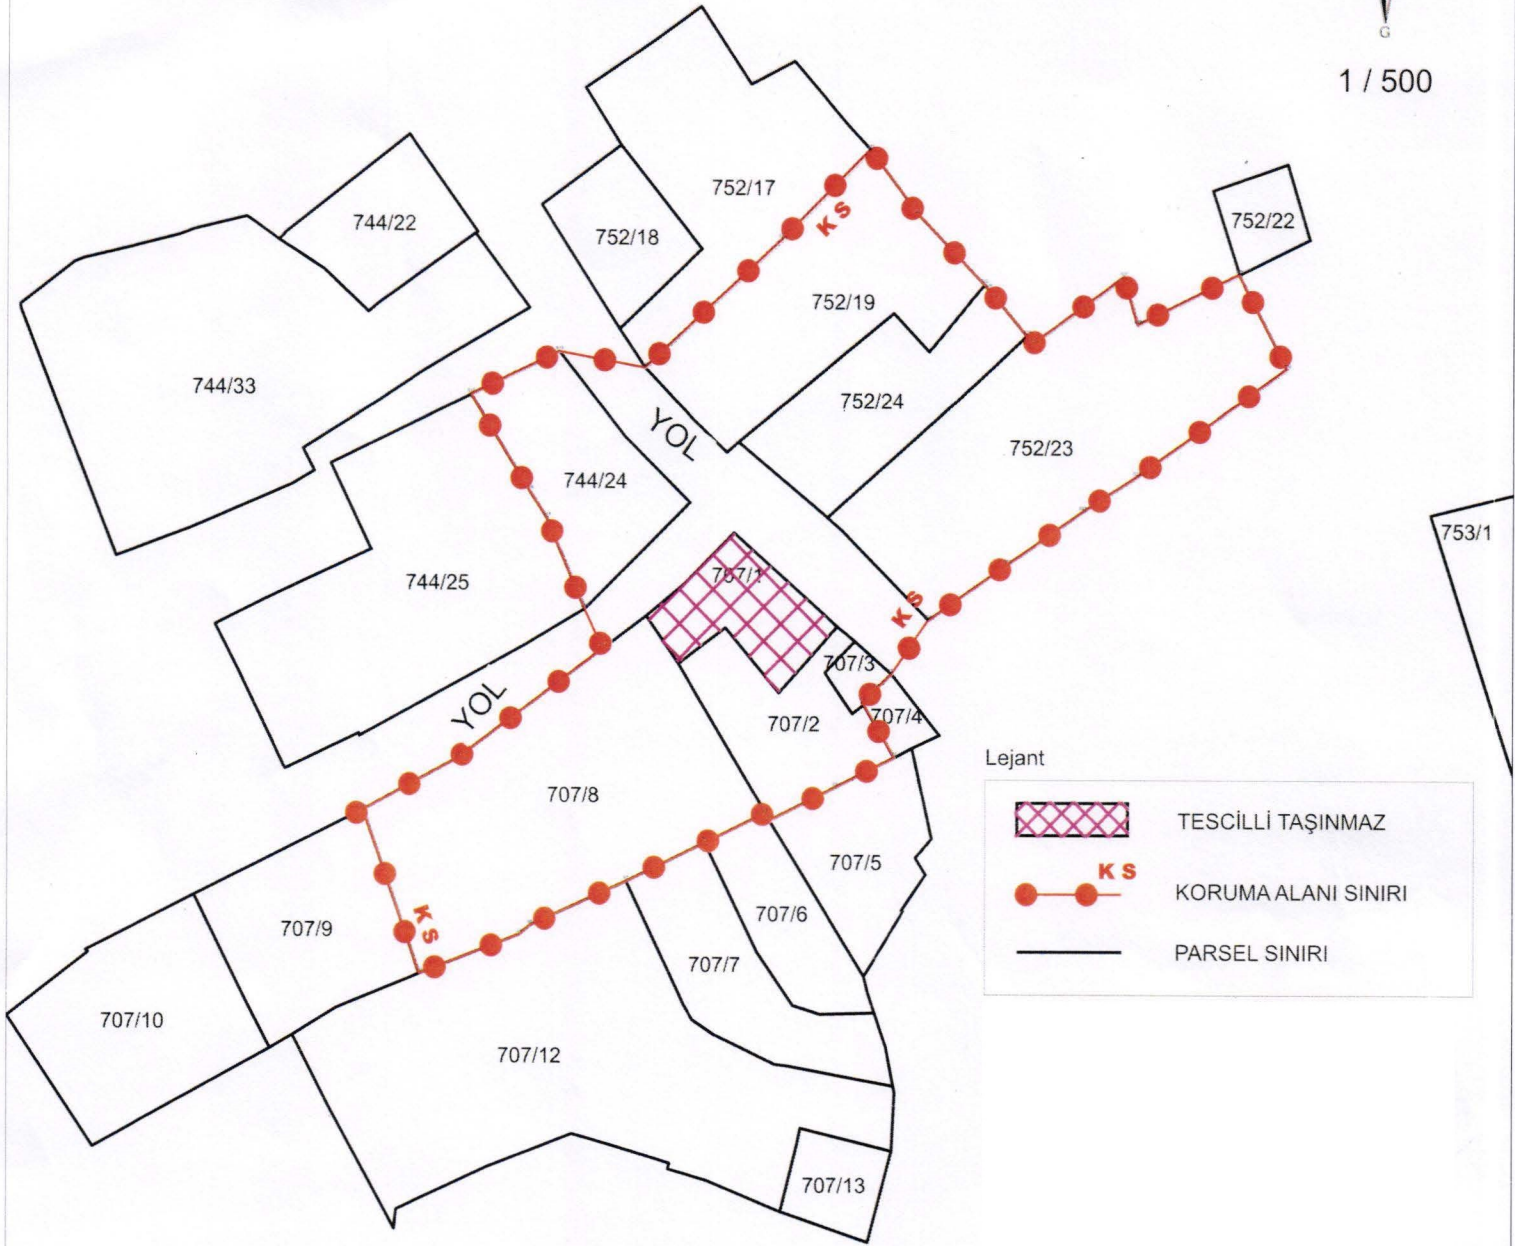 G
1 / 500
752/17
744/22
752/18
752/22
K S
752/19
744/33
752/24
YOL
752/23
744/24
753/1
744/25
707/1
K S
707/3
YOL
707/2
707/4
Lejant
707/8
TESCİLLİ TAŞINMAZ
707/5
K S
KORUMA ALANI SINIRI
707/6
707/9
K S
PARSEL SINIRI
707/7
707/10
707/12
707/13